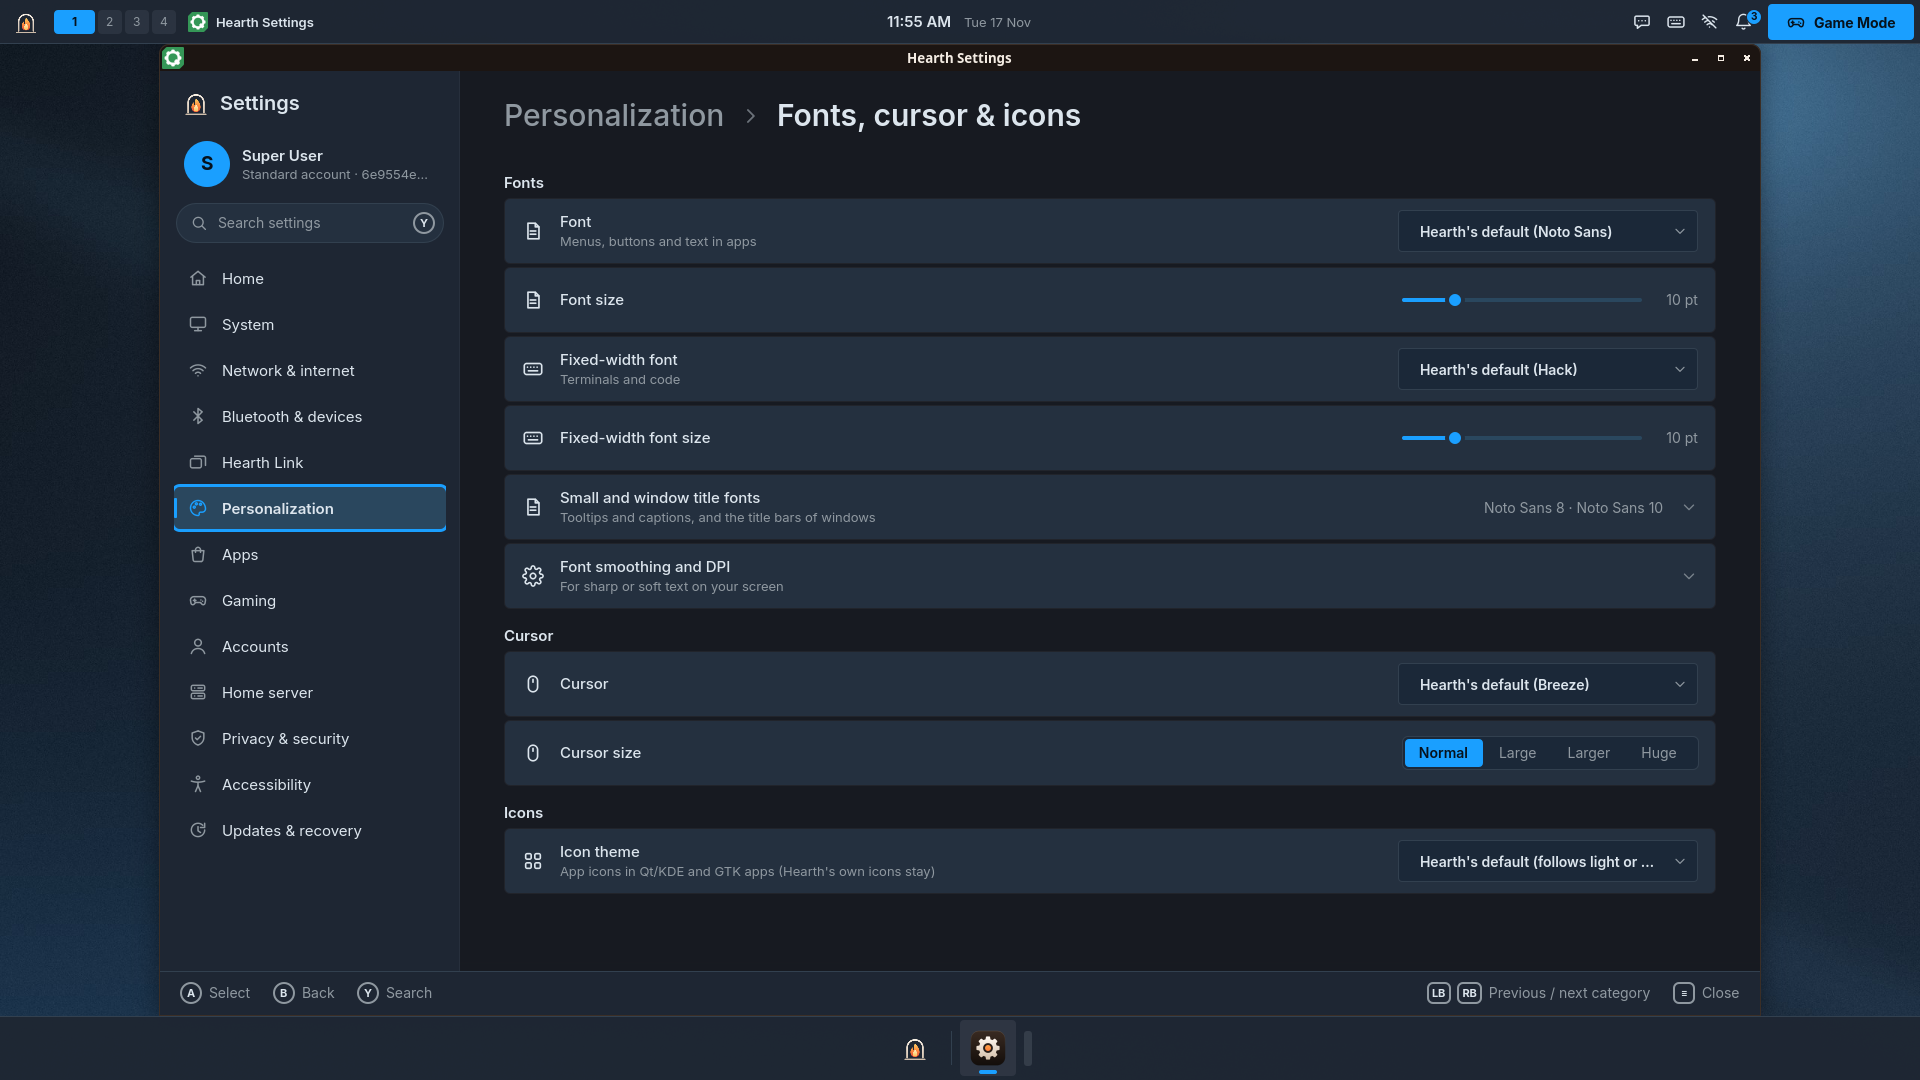 1
2
3
4
Hearth Settings
11:55 AM
Tue 17 Nov
3
Game Mode
Hearth Settings
Settings
S
Super User
Standard account · 6e9554e...
Search settings
Y
Home
System
Network & internet
Bluetooth & devices
Hearth Link
Personalization
Apps
Gaming
Accounts
Home server
Privacy & security
Accessibility
Updates & recovery
Personalization > Fonts, cursor & icons
Fonts
Font
Menus, buttons and text in apps
Hearth's default (Noto Sans)
Font size
10 pt
Fixed-width font
Terminals and code
Hearth's default (Hack)
Fixed-width font size
10 pt
Small and window title fonts
Tooltips and captions, and the title bars of windows
Noto Sans 8 · Noto Sans 10
Font smoothing and DPI
For sharp or soft text on your screen
Cursor
Cursor
Hearth's default (Breeze)
Cursor size
Normal
Large
Larger
Huge
Icons
Icon theme
App icons in Qt/KDE and GTK apps (Hearth's own icons stay)
Hearth's default (follows light or ...
A Select
B Back
Y Search
LB RB Previous / next category
≡ Close